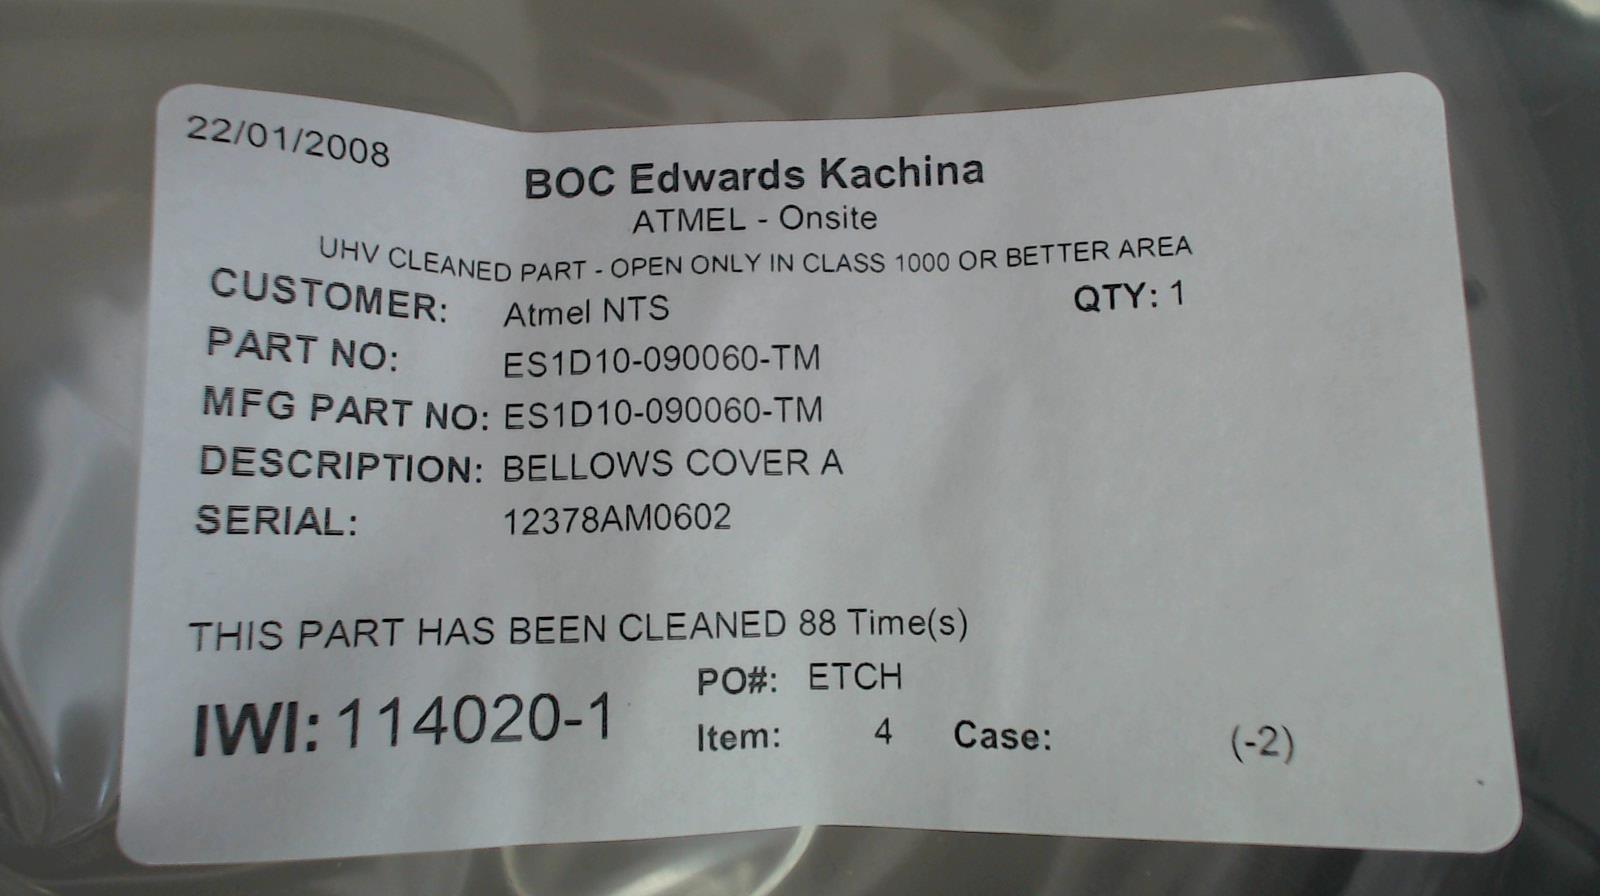 22/01/2008
BOC Edwards Kachina
ATMEL - Onsite
UHV CLEANED PART - OPEN ONLY IN CLASS 1000 OR BETTER AREA
CUSTOMER: Atmel NTS QTY: 1
PART NO: ES1D10-090060-TM
MFG PART NO: ES1D10-090060-TM
DESCRIPTION: BELLOWS COVER A
SERIAL: 12378AM0602
THIS PART HAS BEEN CLEANED 88 Time(s)
PO#: ETCH
IWI: 114020-1
Item: 4 Case: (-2)